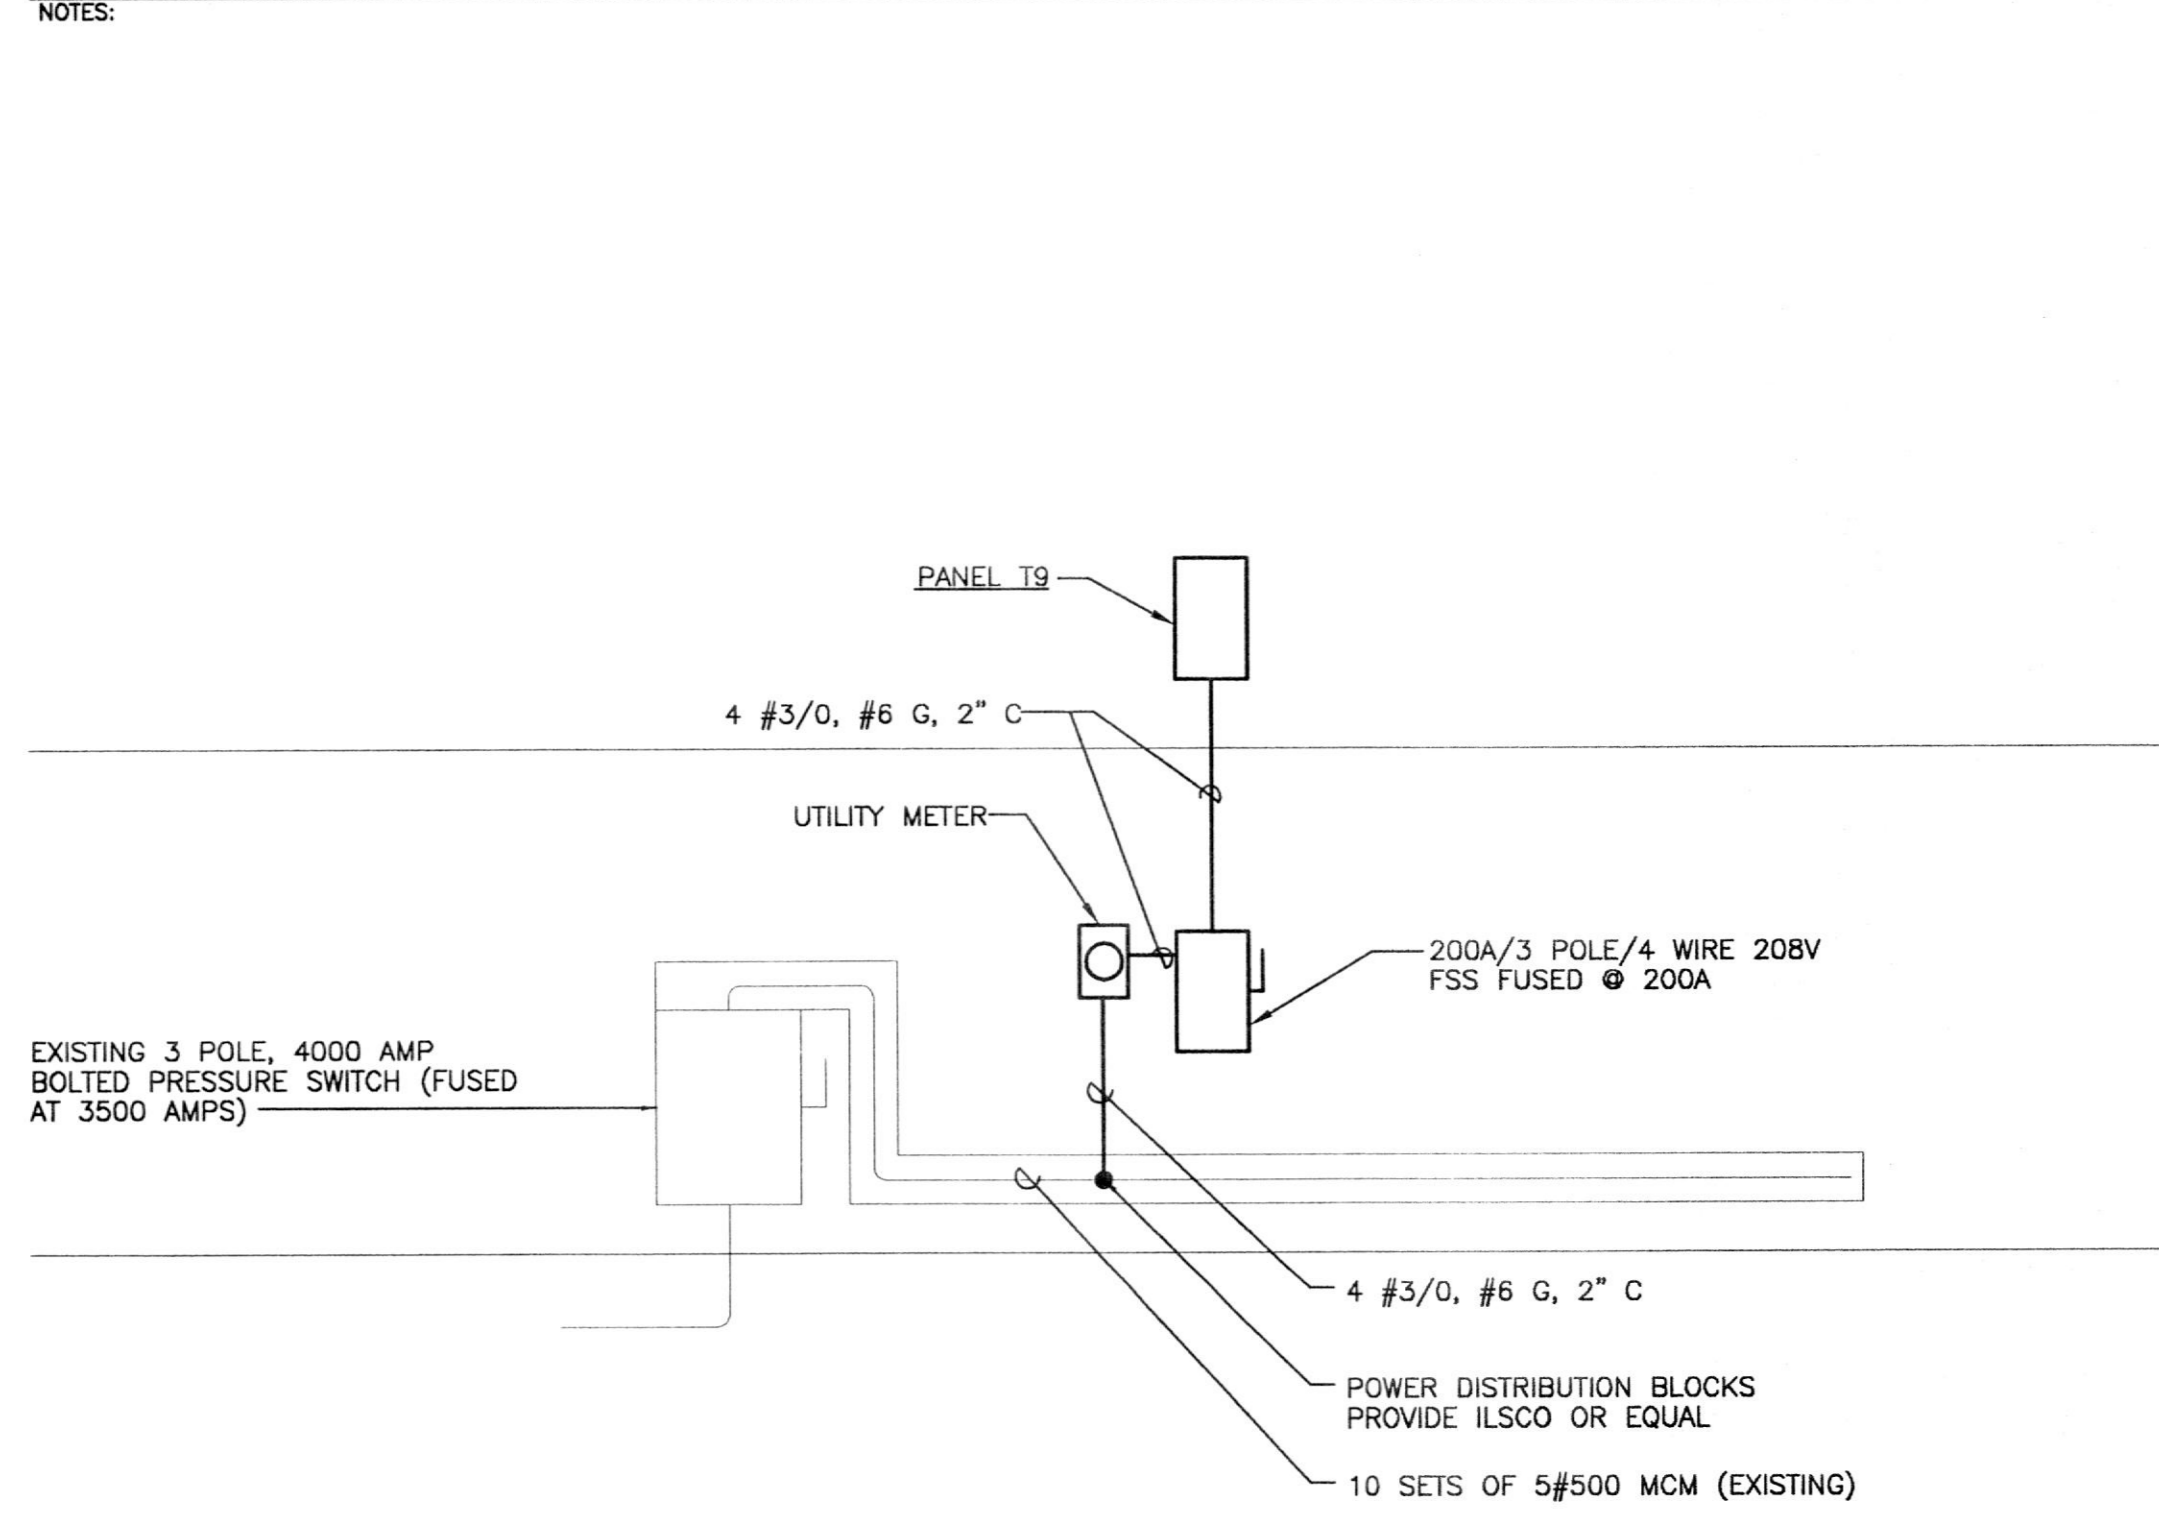 NOTES:
PANEL T9
4 #3/0, #6 G, 2" C
UTILITY METER
200A/3 POLE/4 WIRE 208V
FSS FUSED @ 200A
EXISTING 3 POLE, 4000 AMP
BOLTED PRESSURE SWITCH (FUSED
AT 3500 AMPS)
4 #3/0, #6 G, 2" C
POWER DISTRIBUTION BLOCKS
PROVIDE ILSCO OR EQUAL
10 SETS OF 5#500 MCM (EXISTING)